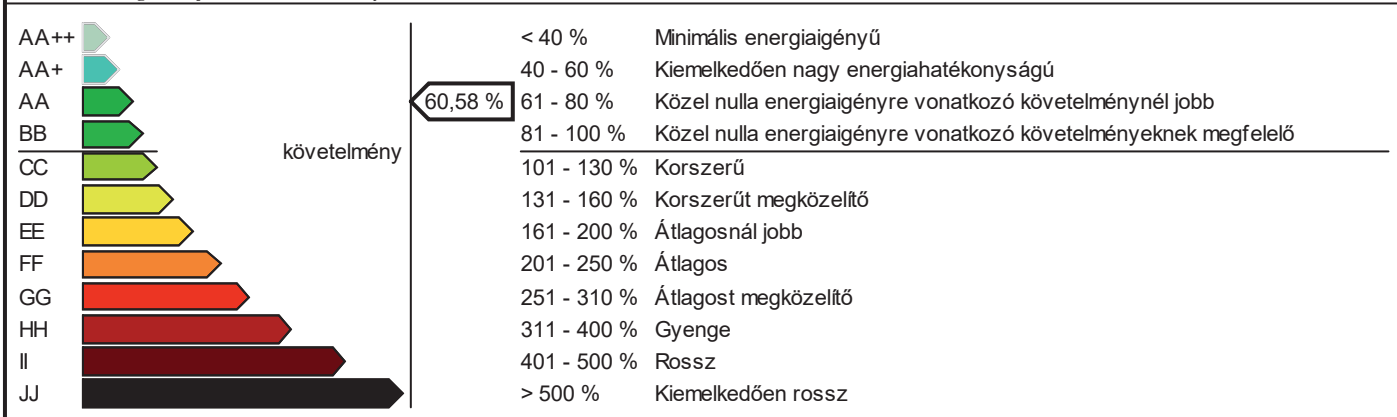 AA++ < 40 % Minimális energiaigényű
AA+ 40 - 60 % Kiemelkedően nagy energiahatékonyságú
AA 60,58 % 61 - 80 % Közel nulla energiaigényre vonatkozó követelménynél jobb
BB 81 - 100 % Közel nulla energiaigényre vonatkozó követelményeknek megfelelő
követelmény
CC 101 - 130 % Korszerű
DD 131 - 160 % Korszerűt megközelítő
EE 161 - 200 % Átlagosnál jobb
FF 201 - 250 % Átlagos
GG 251 - 310 % Átlagost megközelítő
HH 311 - 400 % Gyenge
II 401 - 500 % Rossz
JJ > 500 % Kiemelkedően rossz